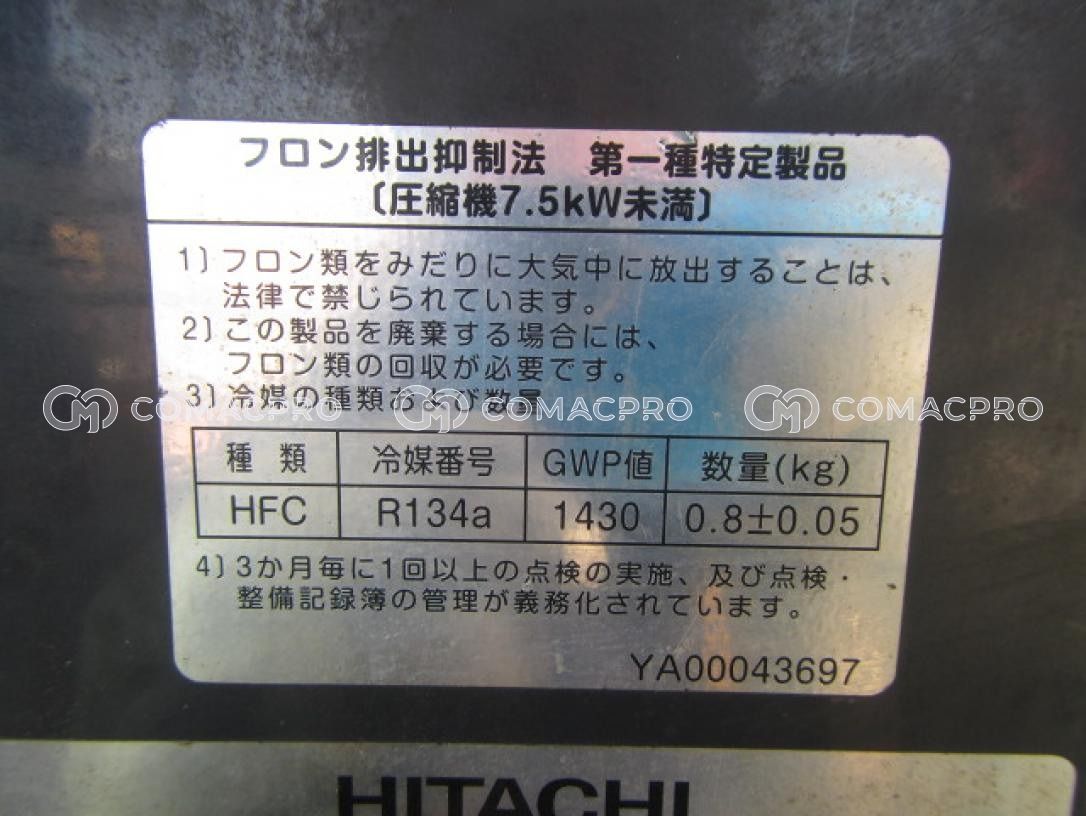 フロン排出抑制法 第一種特定製品
〔圧縮機7.5kW未満〕
1)フロン類をみだりに大気中に放出することは、
法律で禁じられています。
2)この製品を廃棄する場合には、
フロン類の回収が必要です。
3)冷媒の種類および数量
COMACPRO COMACPRO COMACPRO
種類 冷媒番号 GWP値 数量(kg)
HFC R134a 1430 0.8±0.05
4)3か月毎に1回以上の点検の実施、及び点検・
整備記録簿の管理が義務化されています。
YA00043697
HITACHI